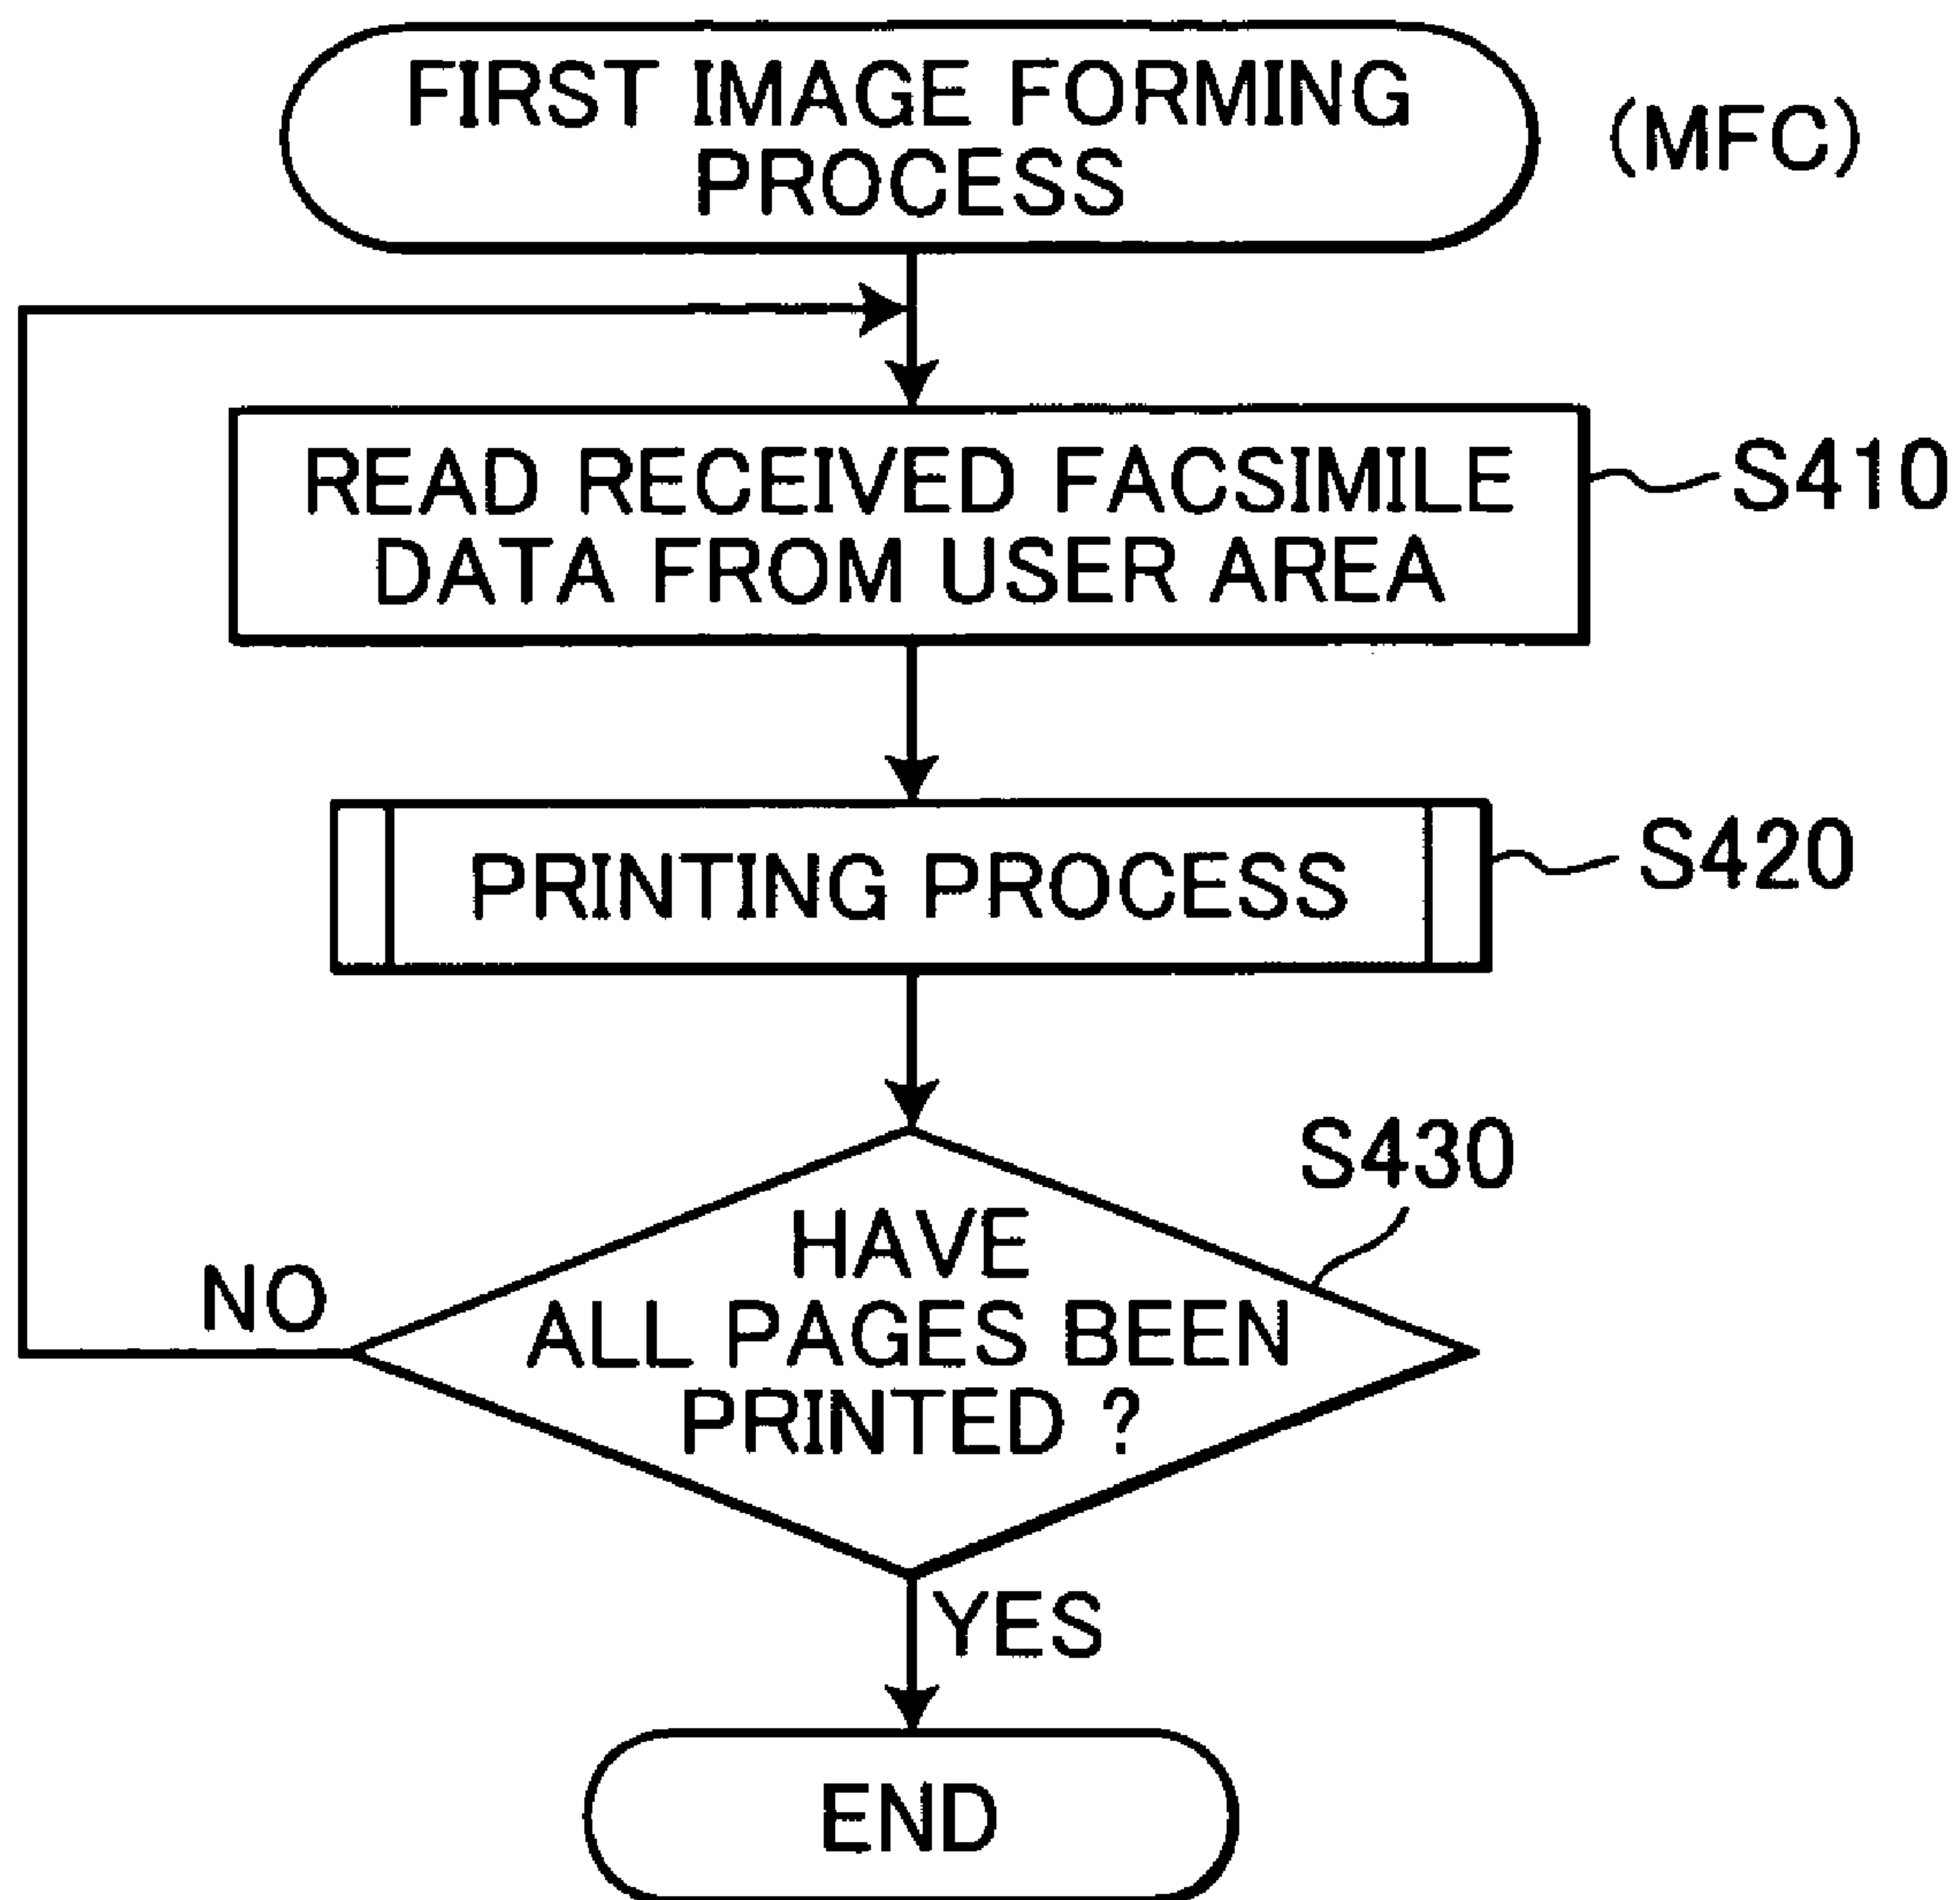 FIRST IMAGE FORMING
PROCESS
(MFC)
READ RECEIVED FACSIMILE
DATA FROM USER AREA
S410
PRINTING PROCESS
S420
S430
HAVE
ALL PAGES BEEN
PRINTED ?
NO
YES
END